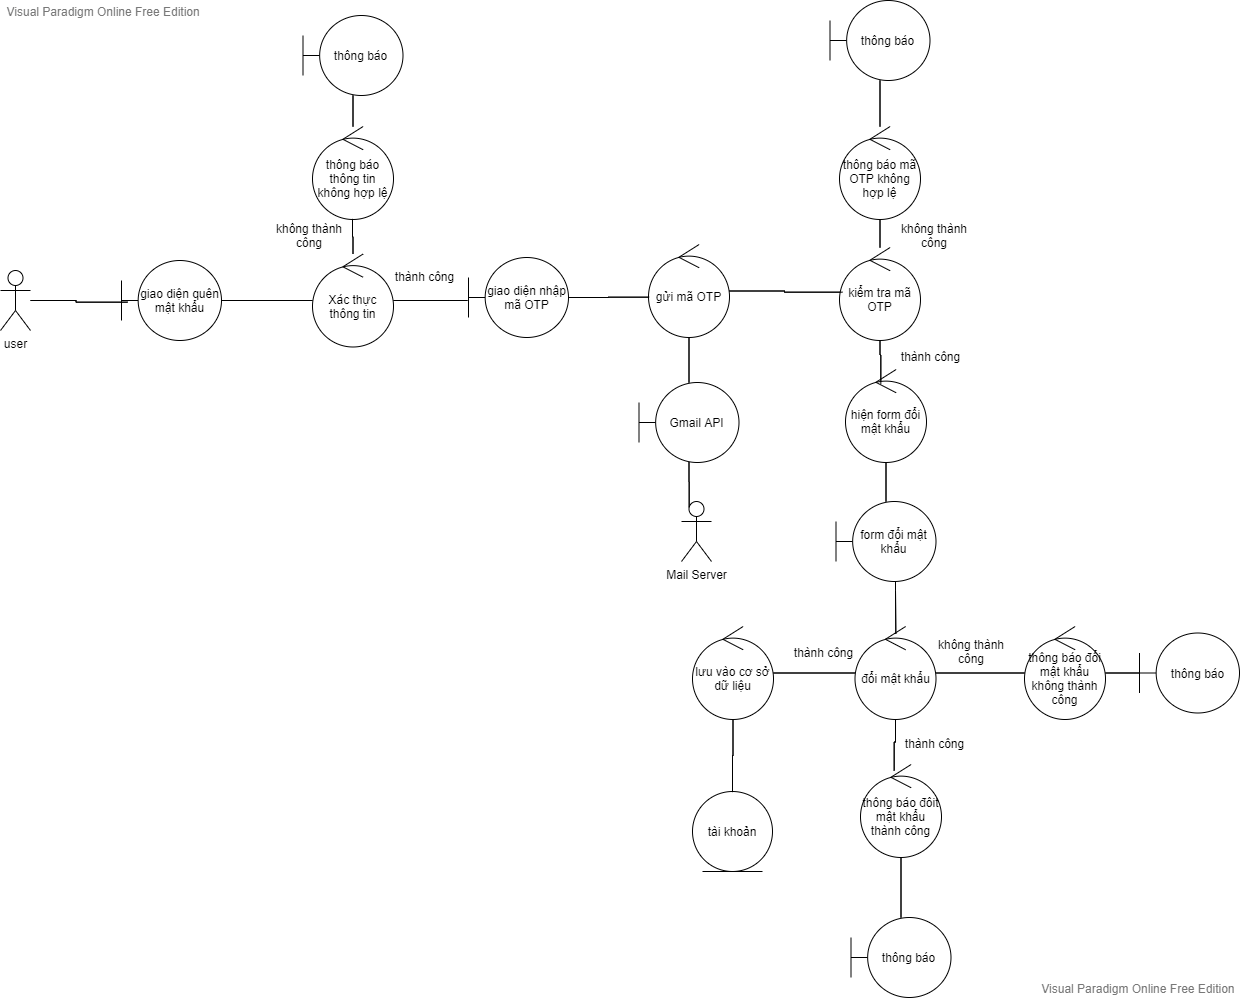 Visual Paradigm Online Free Edition
thông báo
thông báo
thông báo
thông tin
không hợp lệ
thông báo mã
OTP không
hợp lệ
không thành
công
không thành
công
thành công
giao diện quên
mật khẩu
Xác thực
thông tin
giao diện nhập
mã OTP
gửi mã OTP
kiểm tra mã
OTP
user
thành công
Gmail API
hiện form đổi
mật khẩu
form đổi mật
khẩu
Mail Server
thành công
không thành
công
lưu vào cơ sở
dữ liệu
đổi mật khẩu
thông báo đổi
mật khẩu
không thành
công
thông báo
thành công
tài khoản
thông báo đôit
mật khẩu
thành công
thông báo
Visual Paradigm Online Free Edition